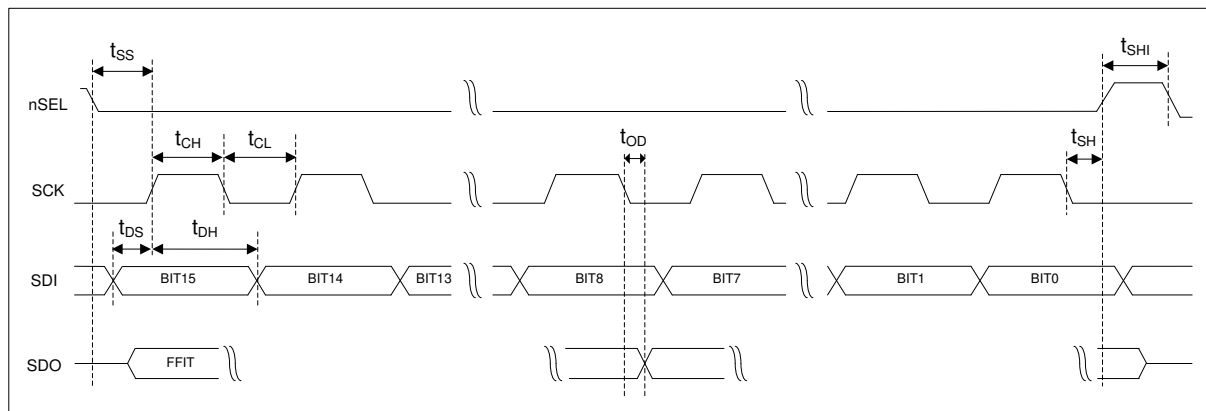 tSS
tSHI
nSEL
tCH
tCL
tOD
tSH
SCK
tDS
tDH
SDI
BIT15
BIT14
BIT13
BIT8
BIT7
BIT1
BIT0
SDO
FFIT